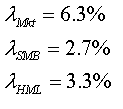 λMkt = 6.3%
λSMB = 2.7%
λHML = 3.3%